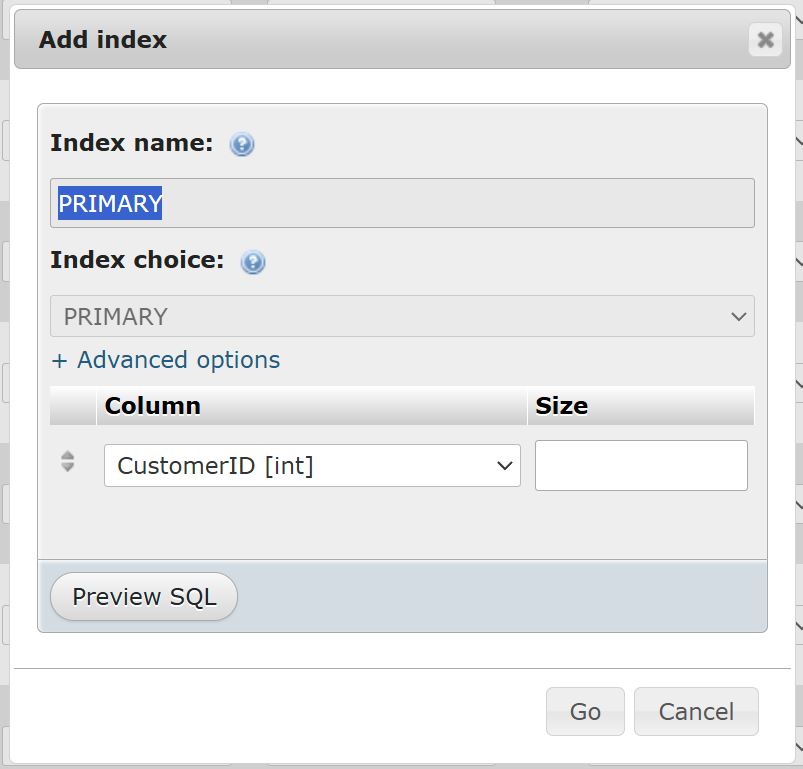 Add index
Index name:
PRIMARY
Index choice:
PRIMARY
+ Advanced options
Column Size
CustomerID [int]
Preview SQL
Go Cancel